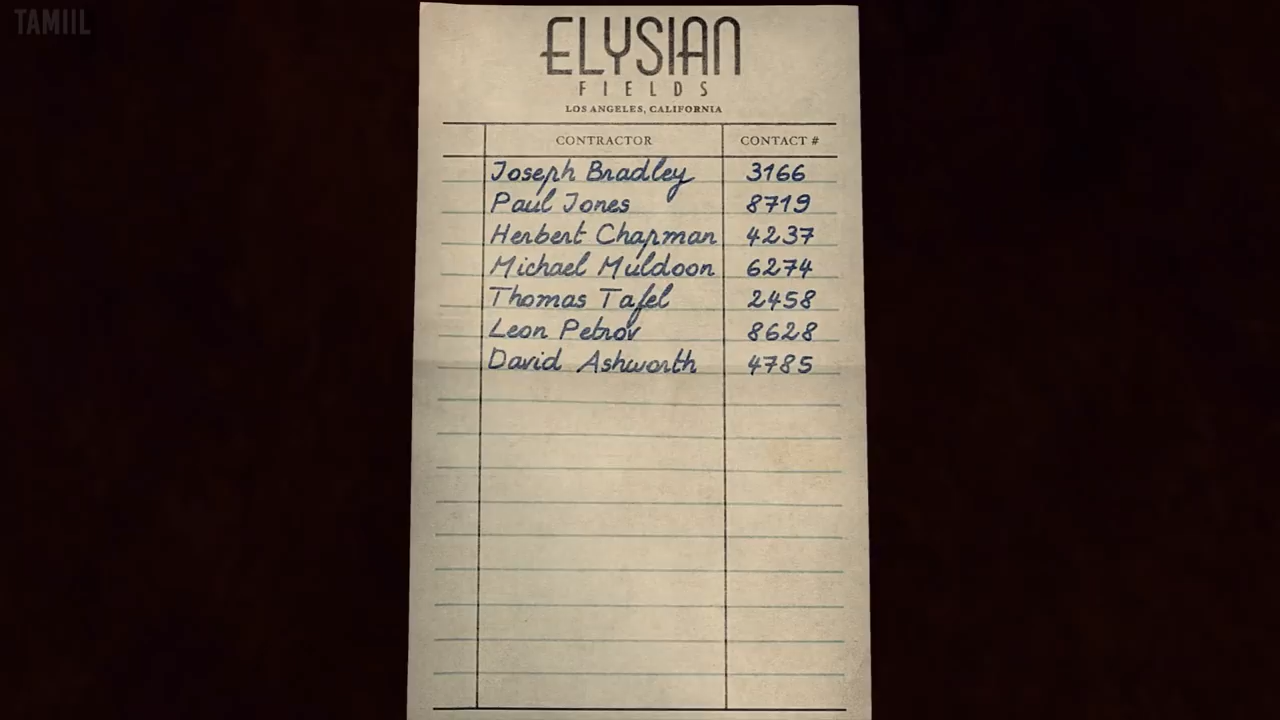 TAMIIL
ELYSIAN
FIELDS
LOS ANGELES, CALIFORNIA
CONTRACTOR CONTACT #
Joseph Bradley 3166
Paul Jones 8719
Herbert Chapman 4237
Michael Muldoon 6274
Thomas Tafel 2458
Leon Petrov 8628
David Ashworth 4785